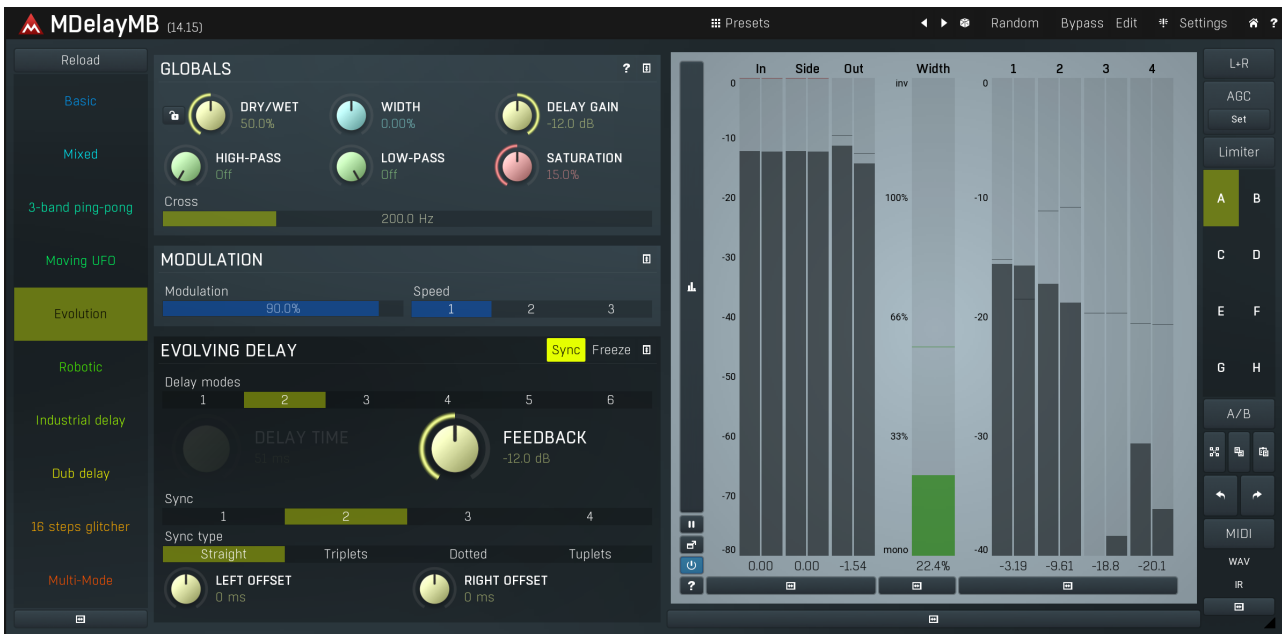 MDelayMB (14.15) Presets Random Bypass Edit Settings ?
Reload
Basic
Mixed
3-band ping-pong
Moving UFO
Evolution
Robotic
Industrial delay
Dub delay
16 steps glitcher
Multi-Mode
GLOBALS ?
DRY/WET
50.0%
WIDTH
0.00%
DELAY GAIN
-12.0 dB
HIGH-PASS
Off
LOW-PASS
Off
SATURATION
15.0%
Cross
200.0 Hz
MODULATION
Modulation
90.0%
Speed
1 2 3
EVOLVING DELAY Sync Freeze
Delay modes
1 2 3 4 5 6
DELAY TIME
FEEDBACK
-12.0 dB
Sync
1 2 3 4
Sync type
Straight Triplets Dotted Tuplets
LEFT OFFSET
0 ms
RIGHT OFFSET
0 ms
In Side Out Width 1 2 3 4
0
-10
-20
-30
-40
-50
-60
-70
-80
inv
100%
66%
33%
mono
0
-10
-20
-30
-40
0.00 0.00 -1.54 22.4% -3.19 -9.61 -18.8 -20.1
?
L+R
AGC
Set
Limiter
A B
C D
E F
G H
A/B
MIDI
WAV
IR